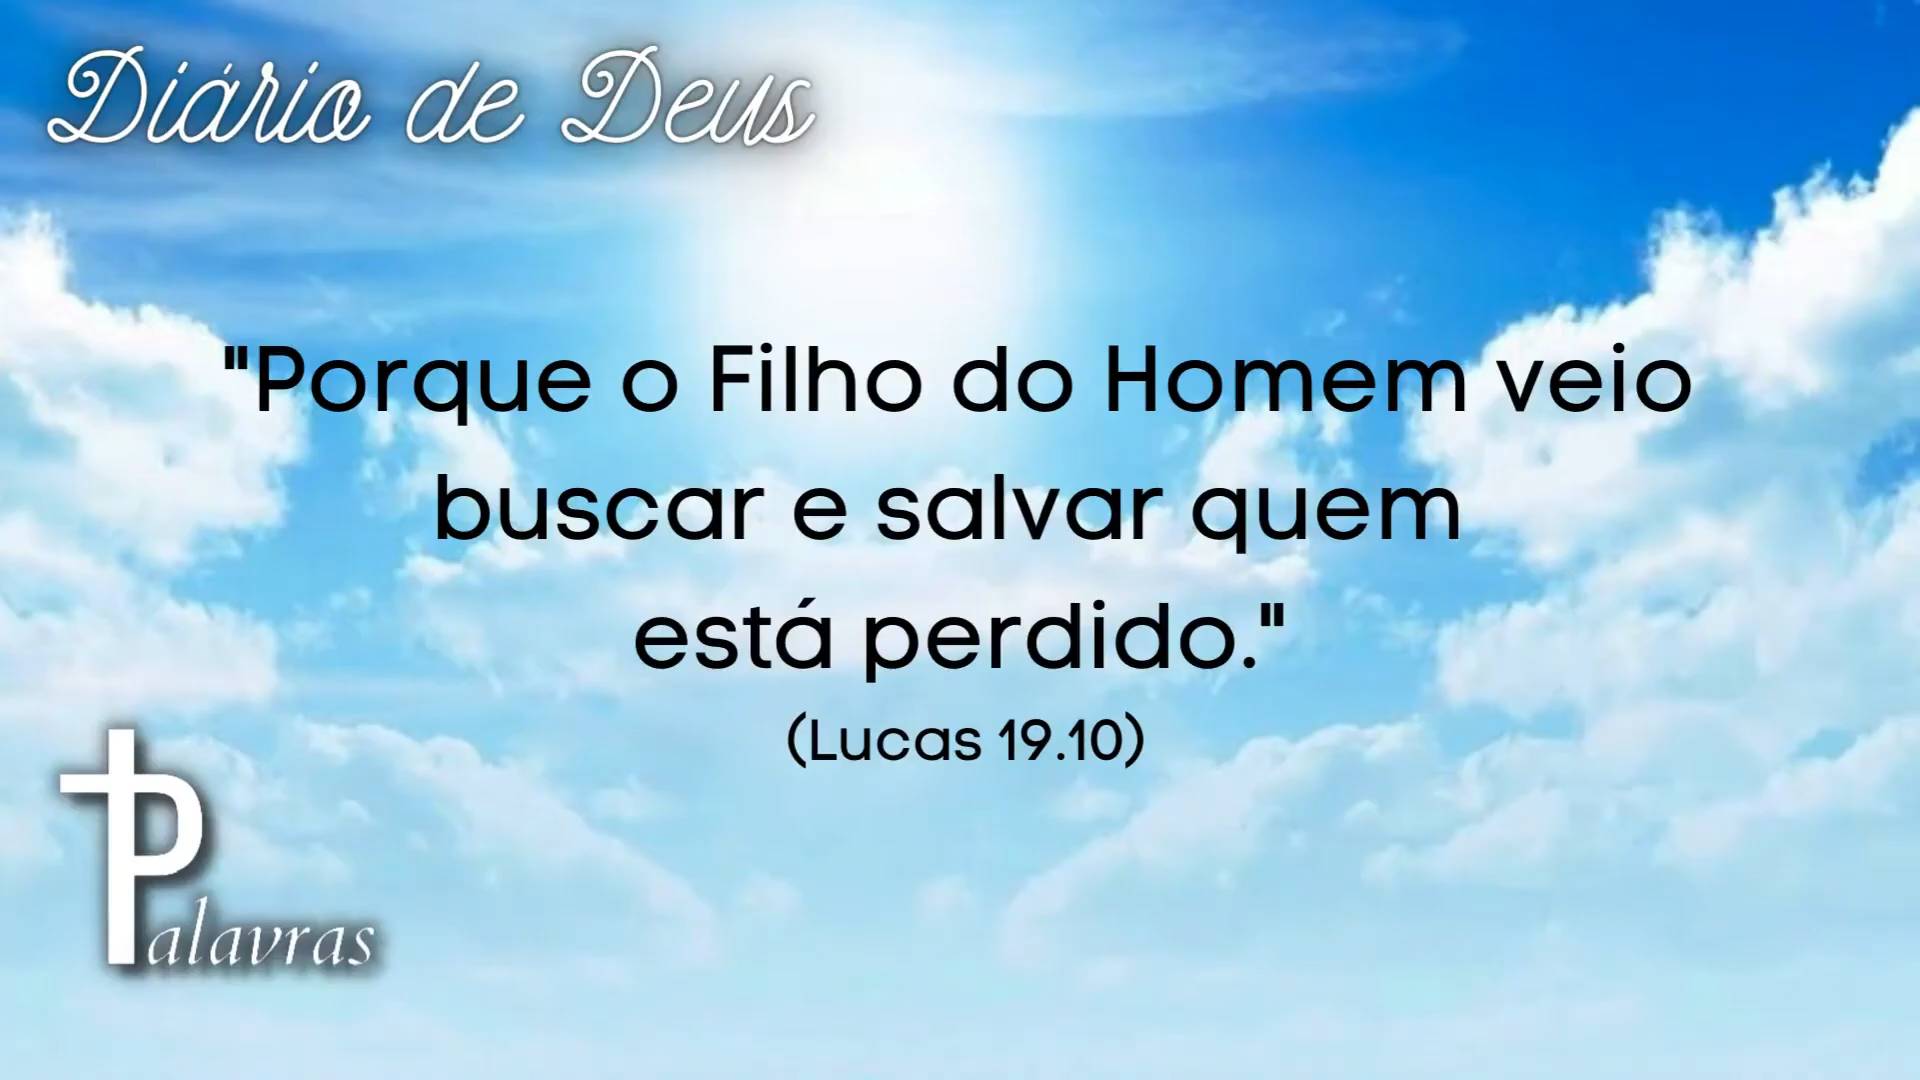 Diário de Deus
"Porque o Filho do Homem veio
buscar e salvar quem
está perdido."
(Lucas 19.10)
Palavras